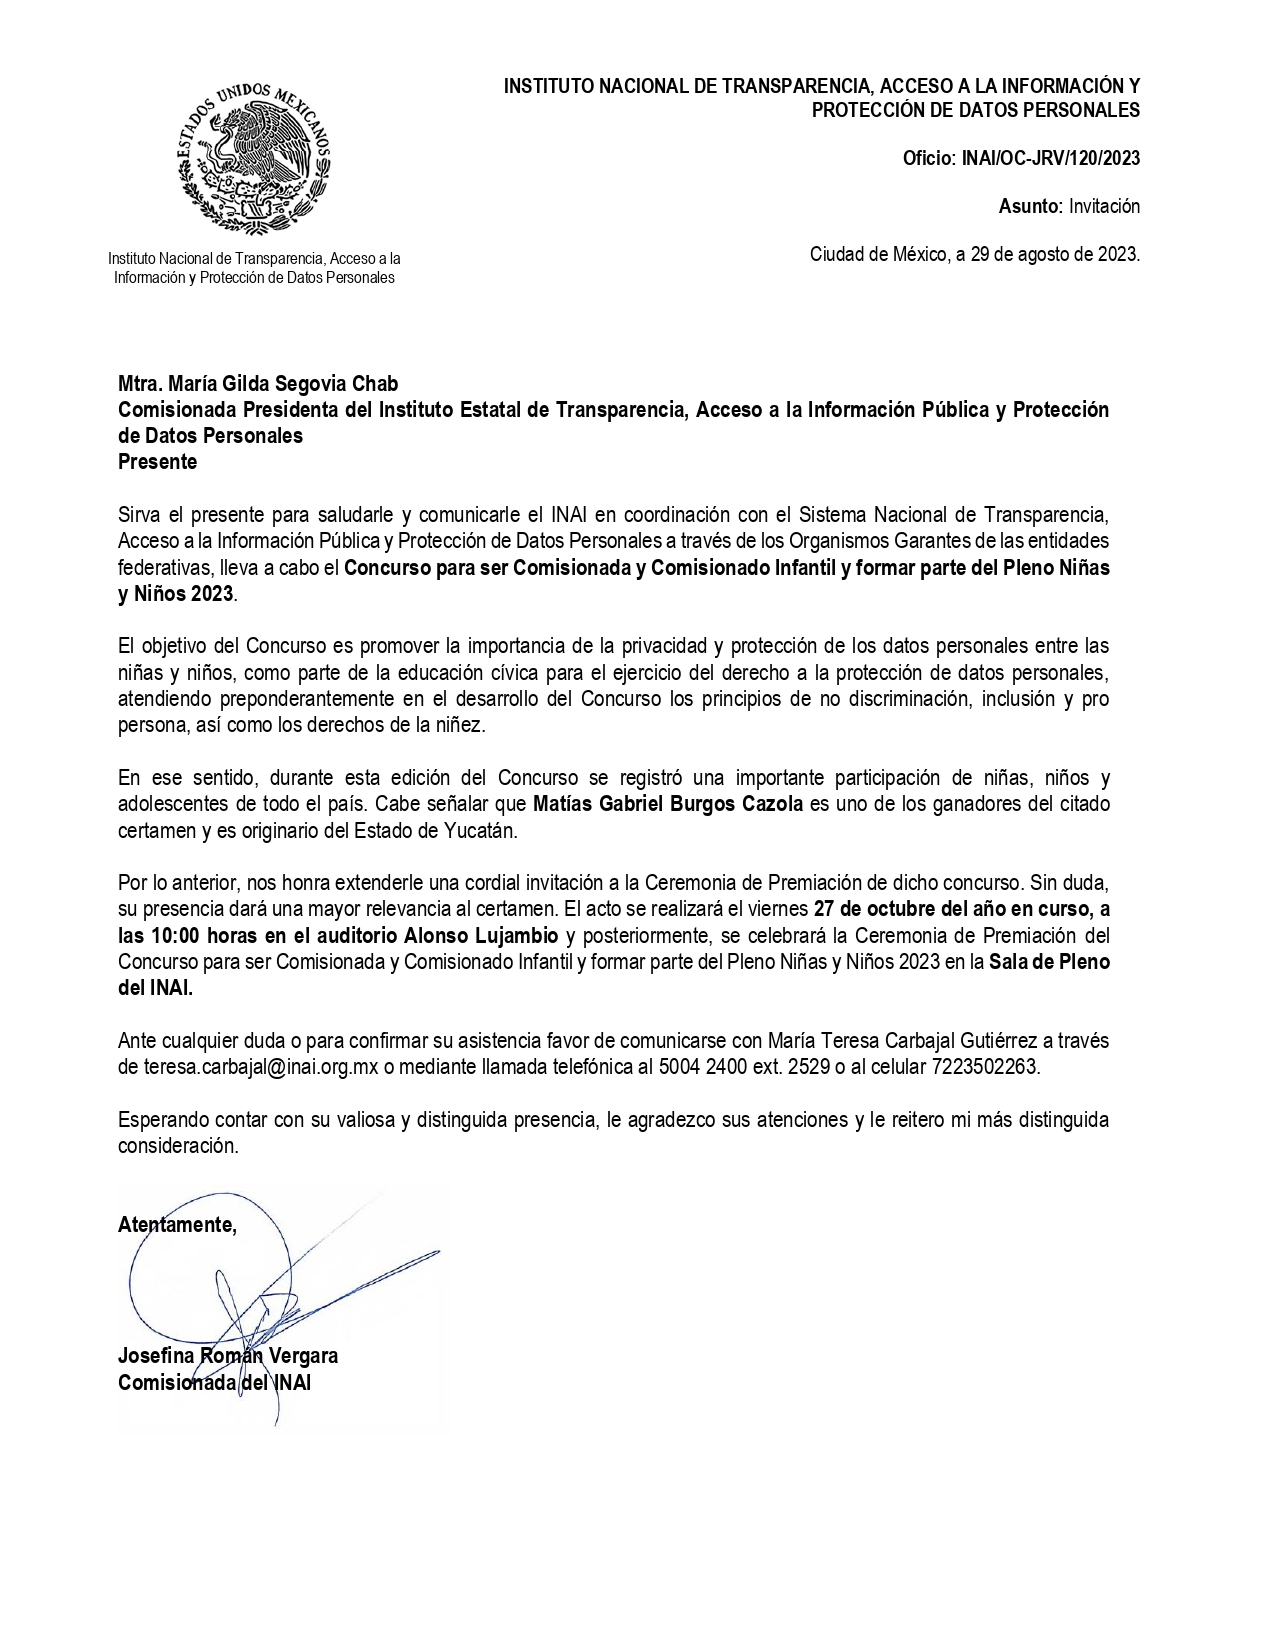 ESTADOS UNIDOS MEXICANOS
Instituto Nacional de Transparencia, Acceso a la
Información y Protección de Datos Personales
INSTITUTO NACIONAL DE TRANSPARENCIA, ACCESO A LA INFORMACIÓN Y
PROTECCIÓN DE DATOS PERSONALES
Oficio: INAI/OC-JRV/120/2023
Asunto: Invitación
Ciudad de México, a 29 de agosto de 2023.
Mtra. María Gilda Segovia Chab
Comisionada Presidenta del Instituto Estatal de Transparencia, Acceso a la Información Pública y Protección
de Datos Personales
Presente
Sirva el presente para saludarle y comunicarle el INAI en coordinación con el Sistema Nacional de Transparencia,
Acceso a la Información Pública y Protección de Datos Personales a través de los Organismos Garantes de las entidades
federativas, lleva a cabo el Concurso para ser Comisionada y Comisionado Infantil y formar parte del Pleno Niñas
y Niños 2023.
El objetivo del Concurso es promover la importancia de la privacidad y protección de los datos personales entre las
niñas y niños, como parte de la educación cívica para el ejercicio del derecho a la protección de datos personales,
atendiendo preponderantemente en el desarrollo del Concurso los principios de no discriminación, inclusión y pro
persona, así como los derechos de la niñez.
En ese sentido, durante esta edición del Concurso se registró una importante participación de niñas, niños y
adolescentes de todo el país. Cabe señalar que Matías Gabriel Burgos Cazola es uno de los ganadores del citado
certamen y es originario del Estado de Yucatán.
Por lo anterior, nos honra extenderle una cordial invitación a la Ceremonia de Premiación de dicho concurso. Sin duda,
su presencia dará una mayor relevancia al certamen. El acto se realizará el viernes 27 de octubre del año en curso, a
las 10:00 horas en el auditorio Alonso Lujambio y posteriormente, se celebrará la Ceremonia de Premiación del
Concurso para ser Comisionada y Comisionado Infantil y formar parte del Pleno Niñas y Niños 2023 en la Sala de Pleno
del INAI.
Ante cualquier duda o para confirmar su asistencia favor de comunicarse con María Teresa Carbajal Gutiérrez a través
de teresa.carbajal@inai.org.mx o mediante llamada telefónica al 5004 2400 ext. 2529 o al celular 7223502263.
Esperando contar con su valiosa y distinguida presencia, le agradezco sus atenciones y le reitero mi más distinguida
consideración.
Atentamente,
Josefina Román Vergara
Comisionada del INAI